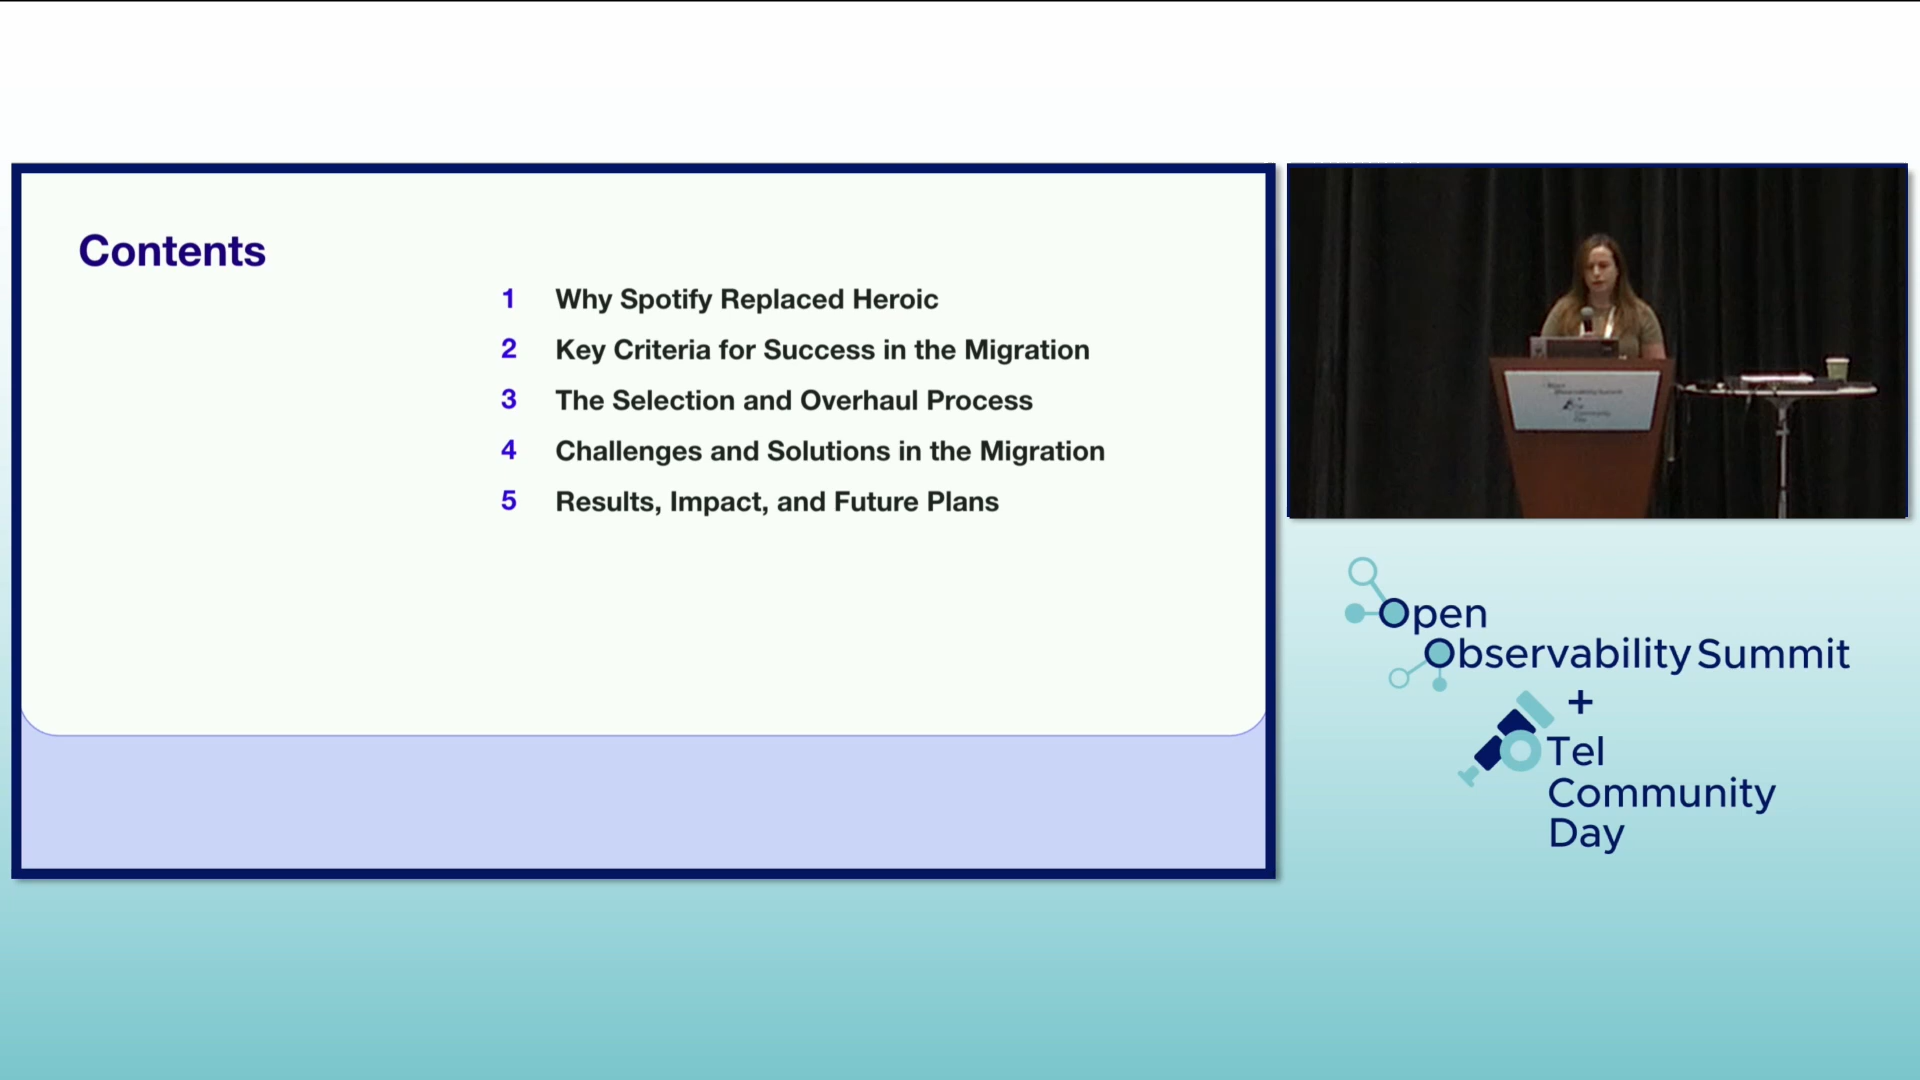 Contents
1 Why Spotify Replaced Heroic
2 Key Criteria for Success in the Migration
3 The Selection and Overhaul Process
4 Challenges and Solutions in the Migration
5 Results, Impact, and Future Plans
Open
Observability Summit
+
Tel
Community
Day